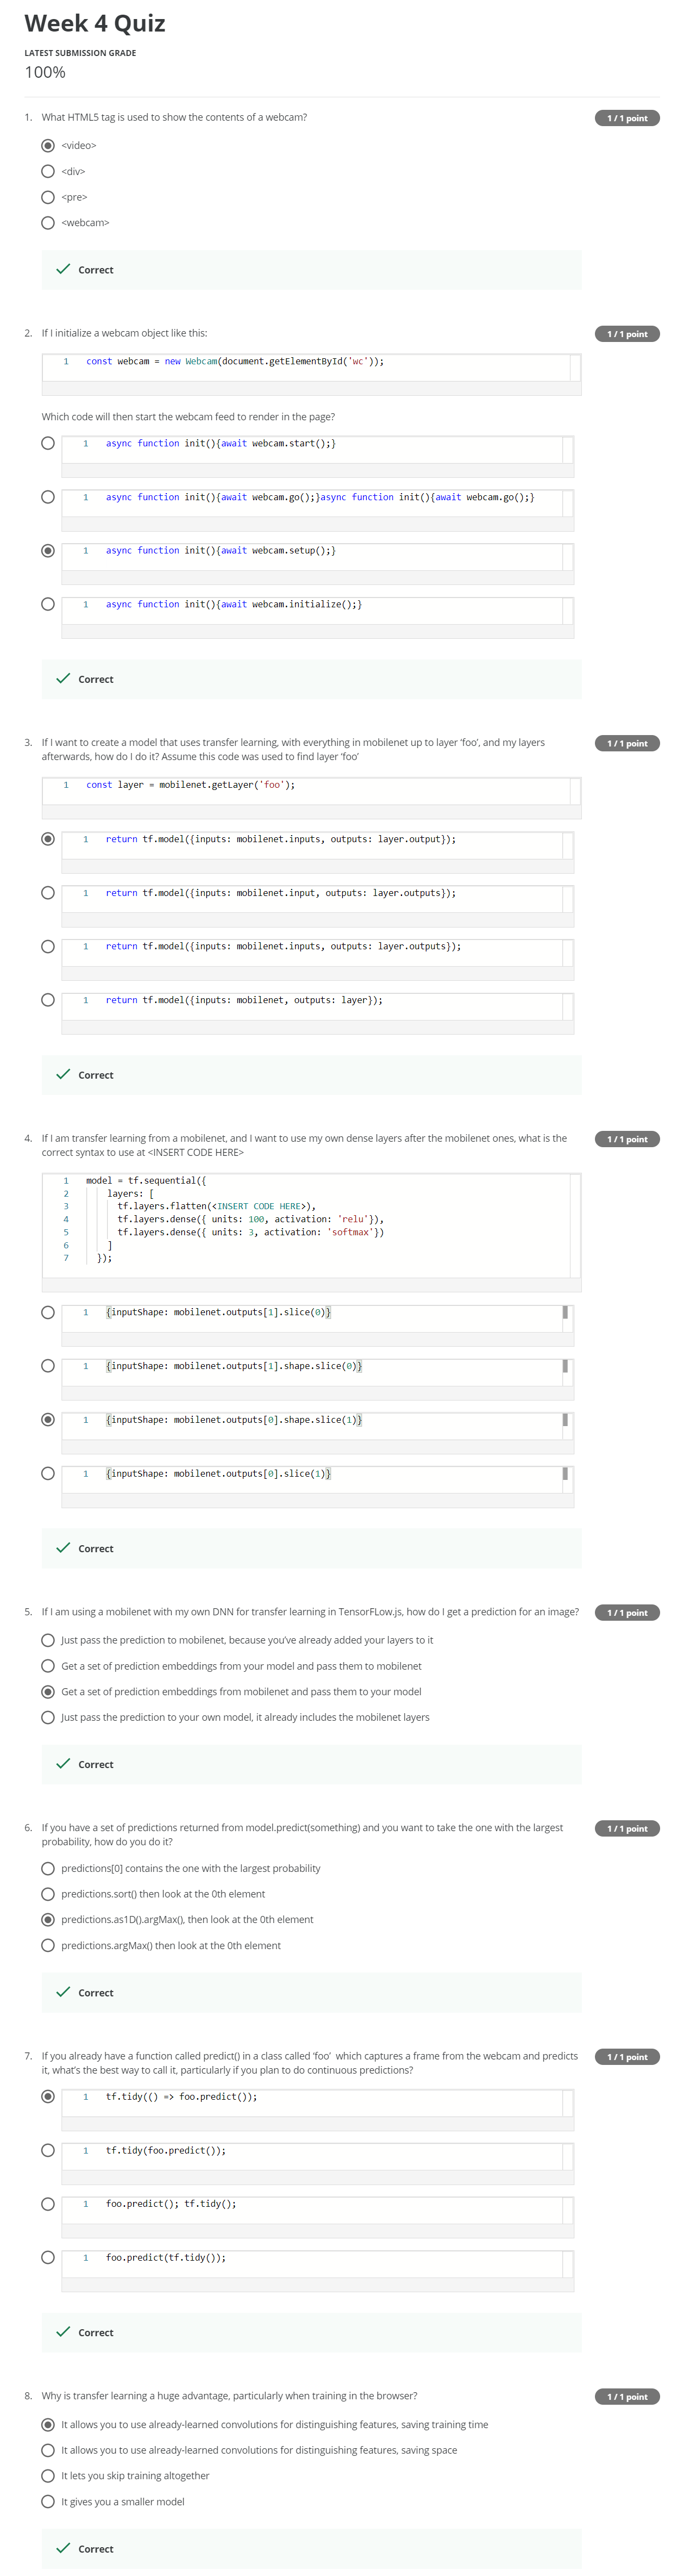 Week 4 Quiz
LATEST SUBMISSION GRADE
100%
1. What HTML5 tag is used to show the contents of a webcam? 1 / 1 point
<video>
<div>
<pre>
<webcam>
Correct
2. If I initialize a webcam object like this: 1 / 1 point
1 const webcam = new Webcam(document.getElementById('wc'));
Which code will then start the webcam feed to render in the page?
1 async function init(){await webcam.start();}
1 async function init(){await webcam.go();}async function init(){await webcam.go();}
1 async function init(){await webcam.setup();}
1 async function init(){await webcam.initialize();}
Correct
3. If I want to create a model that uses transfer learning, with everything in mobilenet up to layer 'foo', and my layers 1 / 1 point
afterwards, how do I do it? Assume this code was used to find layer 'foo'
1 const layer = mobilenet.getLayer('foo');
1 return tf.model({inputs: mobilenet.inputs, outputs: layer.output});
1 return tf.model({inputs: mobilenet.input, outputs: layer.outputs});
1 return tf.model({inputs: mobilenet.inputs, outputs: layer.outputs});
1 return tf.model({inputs: mobilenet, outputs: layer});
Correct
4. If I am transfer learning from a mobilenet, and I want to use my own dense layers after the mobilenet ones, what is the 1 / 1 point
correct syntax to use at <INSERT CODE HERE>
1 model = tf.sequential({
2 layers: [
3 tf.layers.flatten(<INSERT CODE HERE>),
4 tf.layers.dense({ units: 100, activation: 'relu'}),
5 tf.layers.dense({ units: 3, activation: 'softmax'})
6 ]
7 });
1 {inputShape: mobilenet.outputs[1].slice(0)}
1 {inputShape: mobilenet.outputs[1].shape.slice(0)}
1 {inputShape: mobilenet.outputs[0].shape.slice(1)}
1 {inputShape: mobilenet.outputs[0].slice(1)}
Correct
5. If I am using a mobilenet with my own DNN for transfer learning in TensorFLow.js, how do I get a prediction for an image? 1 / 1 point
Just pass the prediction to mobilenet, because you've already added your layers to it
Get a set of prediction embeddings from your model and pass them to mobilenet
Get a set of prediction embeddings from mobilenet and pass them to your model
Just pass the prediction to your own model, it already includes the mobilenet layers
Correct
6. If you have a set of predictions returned from model.predict(something) and you want to take the one with the largest 1 / 1 point
probability, how do you do it?
predictions[0] contains the one with the largest probability
predictions.sort() then look at the 0th element
predictions.as1D().argMax(), then look at the 0th element
predictions.argMax() then look at the 0th element
Correct
7. If you already have a function called predict() in a class called 'foo' which captures a frame from the webcam and predicts 1 / 1 point
it, what's the best way to call it, particularly if you plan to do continuous predictions?
1 tf.tidy(() => foo.predict());
1 tf.tidy(foo.predict());
1 foo.predict(); tf.tidy();
1 foo.predict(tf.tidy());
Correct
8. Why is transfer learning a huge advantage, particularly when training in the browser? 1 / 1 point
It allows you to use already-learned convolutions for distinguishing features, saving training time
It allows you to use already-learned convolutions for distinguishing features, saving space
It lets you skip training altogether
It gives you a smaller model
Correct